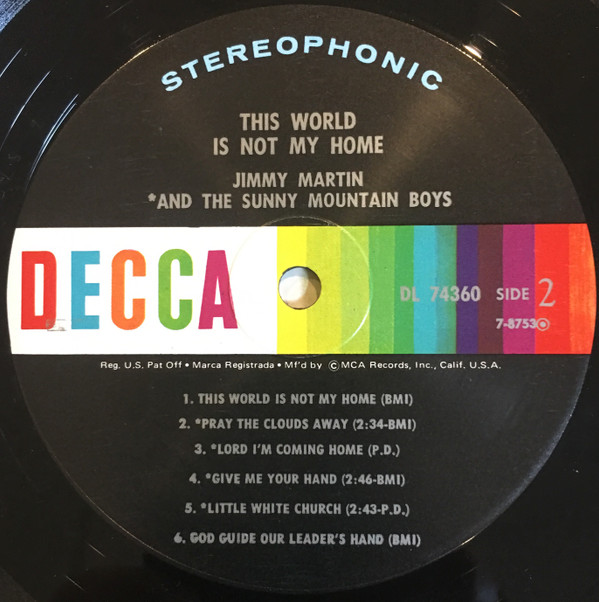 STEREOPHONIC
THIS WORLD
IS NOT MY HOME
JIMMY MARTIN
*AND THE SUNNY MOUNTAIN BOYS
DECCA
DL 74360 SIDE 2
7-8753
Reg. U.S. Pat Off • Marca Registrada • Mf'd by ©MCA Records, Inc., Calif. U.S.A.
1. THIS WORLD IS NOT MY HOME (BMI)
2. *PRAY THE CLOUDS AWAY (2:34-BMI)
3. *LORD I'M COMING HOME (P.D.)
4. *GIVE ME YOUR HAND (2:46-BMI)
5. *LITTLE WHITE CHURCH (2:43-P.D.)
6. GOD GUIDE OUR LEADER'S HAND (BMI)